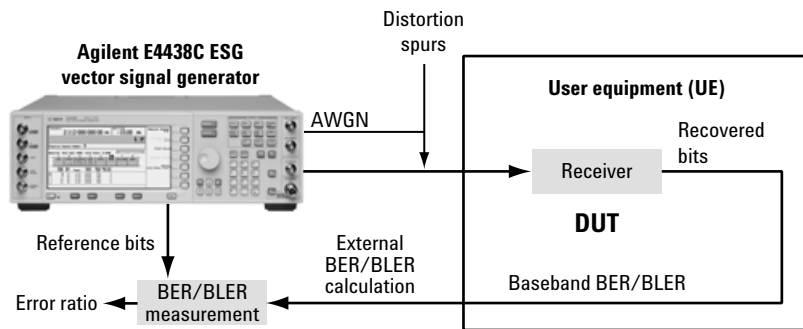 Distortion
spurs
Agilent E4438C ESG
vector signal generator
User equipment (UE)
AWGN
Recovered
bits
Receiver
DUT
Reference bits
External
BER/BLER
calculation
Baseband BER/BLER
Error ratio
BER/BLER
measurement